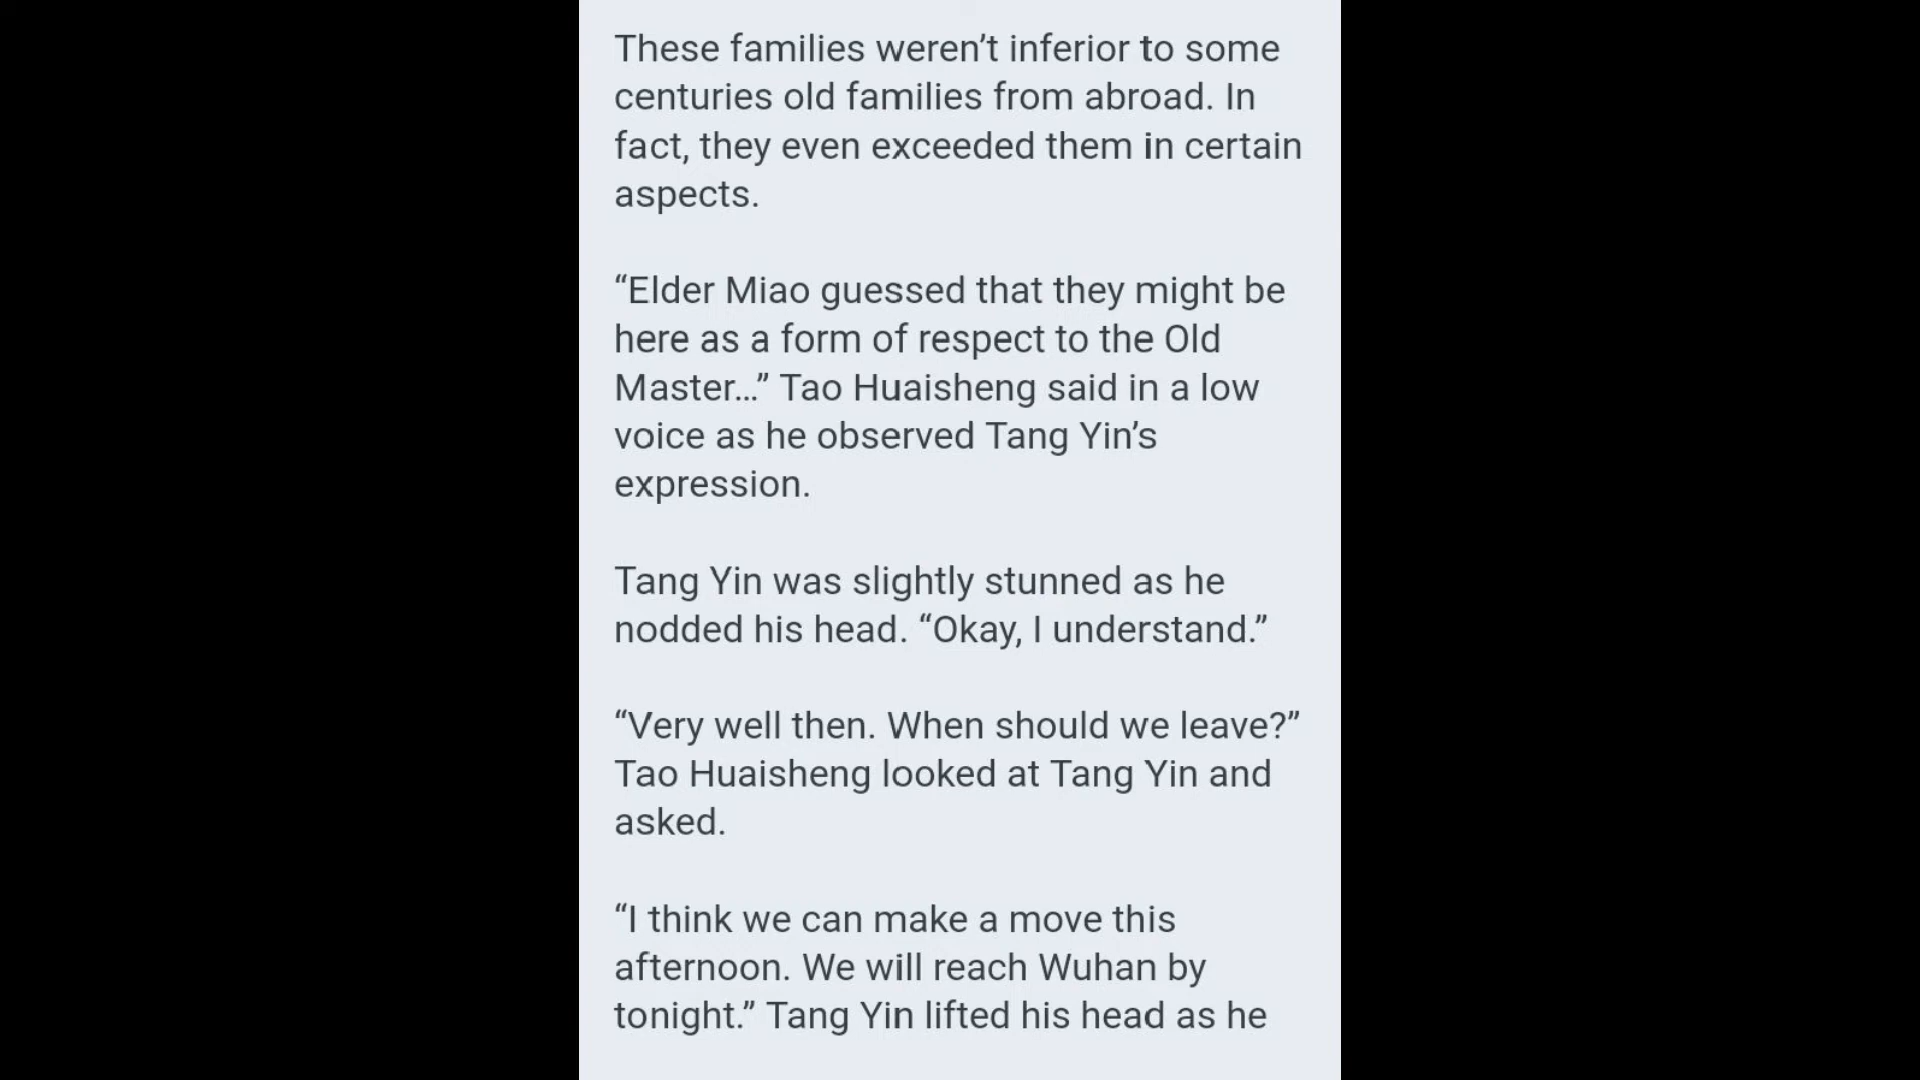 These families weren’t inferior to some
centuries old families from abroad. In
fact, they even exceeded them in certain
aspects.
“Elder Miao guessed that they might be
here as a form of respect to the Old
Master…” Tao Huaisheng said in a low
voice as he observed Tang Yin’s
expression.
Tang Yin was slightly stunned as he
nodded his head. “Okay, I understand.”
“Very well then. When should we leave?”
Tao Huaisheng looked at Tang Yin and
asked.
“I think we can make a move this
afternoon. We will reach Wuhan by
tonight.” Tang Yin lifted his head as he